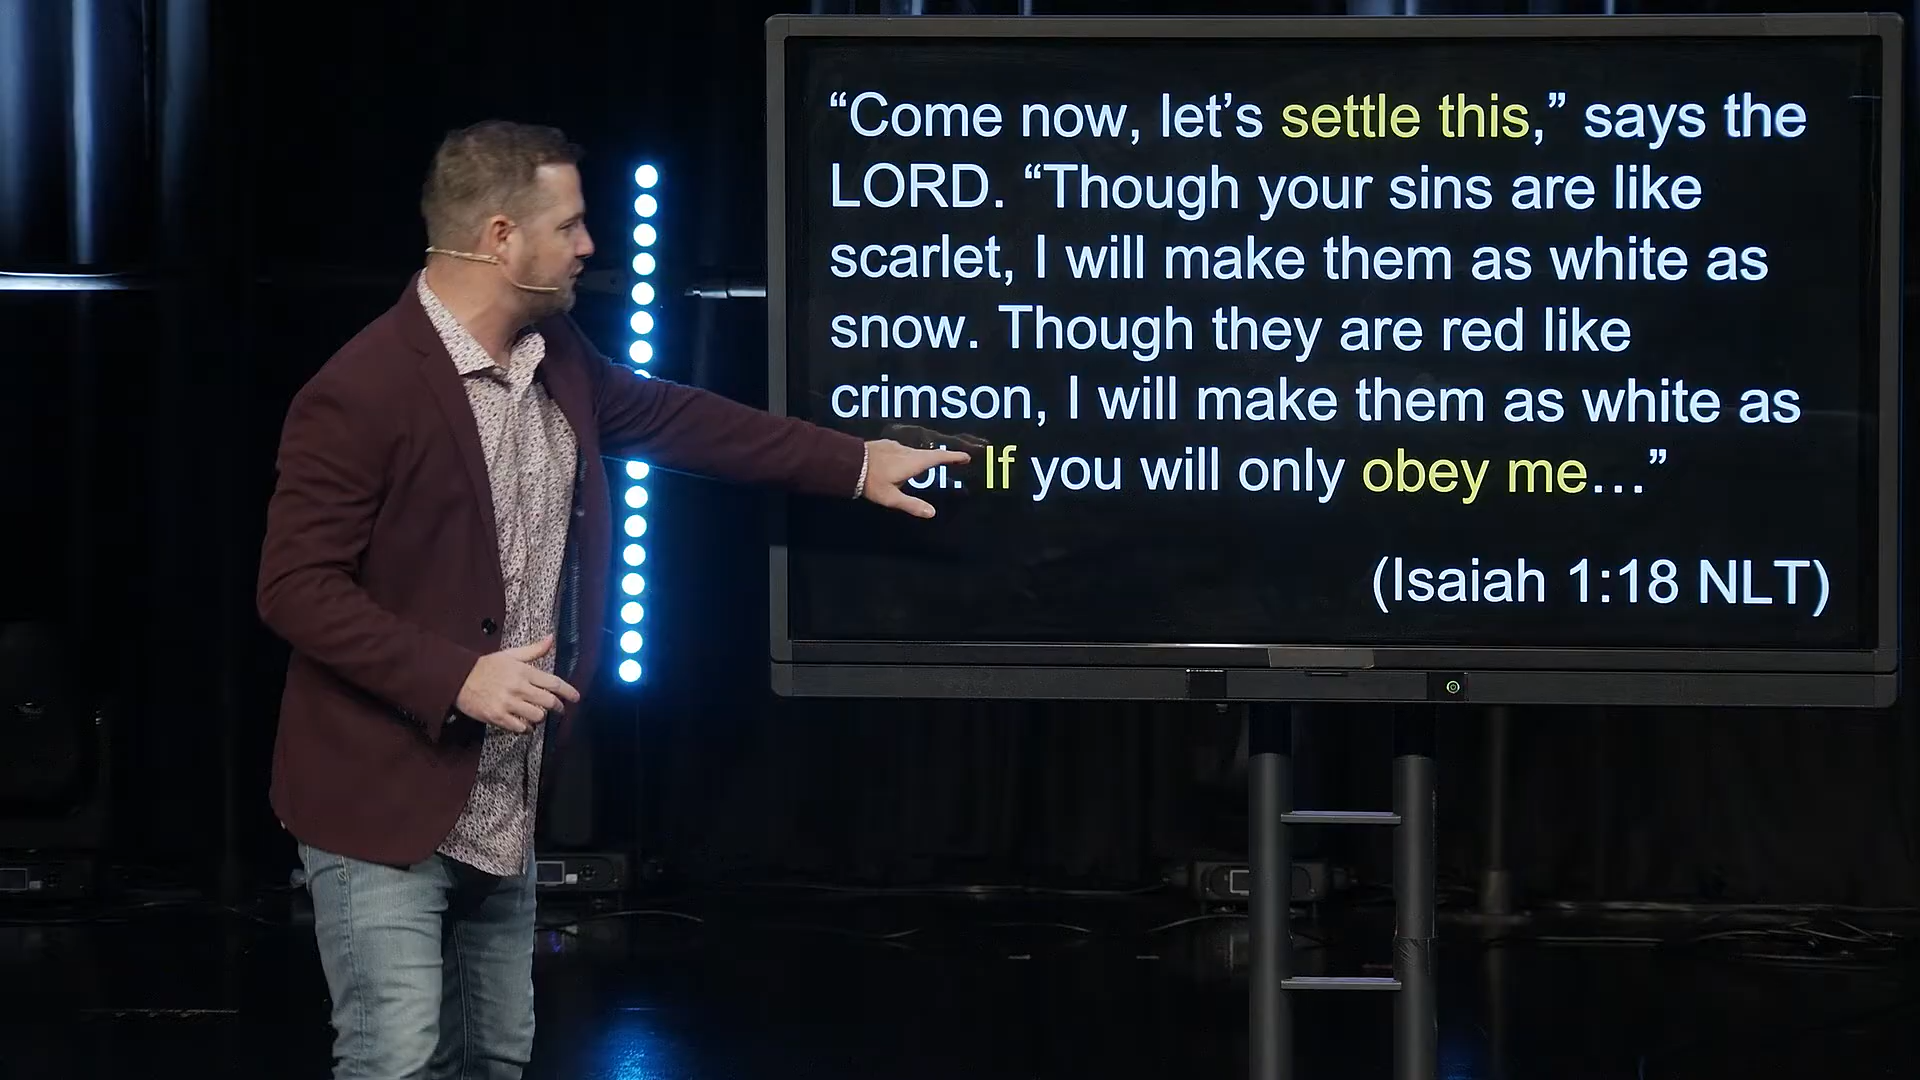 “Come now, let’s settle this,” says the
LORD. “Though your sins are like
scarlet, I will make them as white as
snow. Though they are red like
crimson, I will make them as white as
If you will only obey me…”
(Isaiah 1:18 NLT)